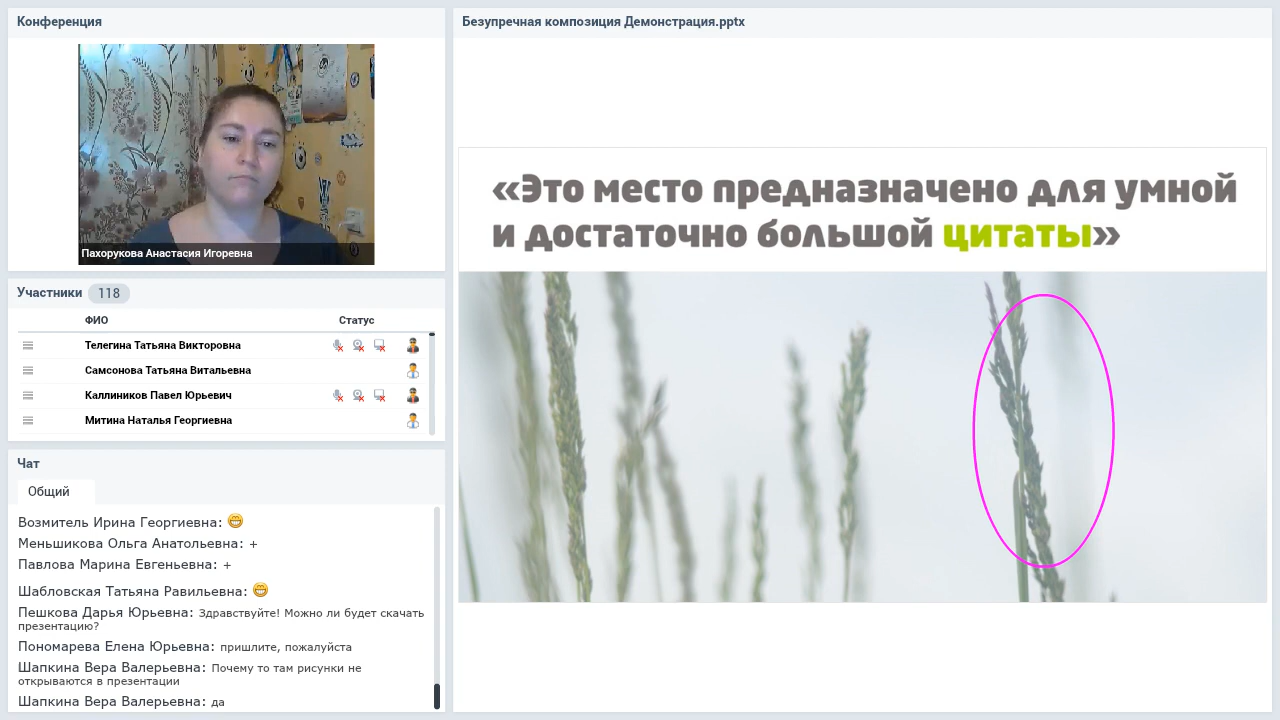 Конференция
Пахорукова Анастасия Игоревна
Участники 118
ФИО Статус
Телегина Татьяна Викторовна
Самсонова Татьяна Витальевна
Каллиников Павел Юрьевич
Митина Наталья Георгиевна
Чат
Общий
Возмитель Ирина Георгиевна:
Меньшикова Ольга Анатольевна: +
Павлова Марина Евгеньевна: +
Шабловская Татьяна Равильевна:
Пешкова Дарья Юрьевна: Здравствуйте! Можно ли будет скачать
презентацию?
Пономарева Елена Юрьевна: пришлите, пожалуйста
Шапкина Вера Валерьевна: Почему то там рисунки не
открываются в презентации
Шапкина Вера Валерьевна: да
Безупречная композиция Демонстрация.pptx
«Это место предназначено для умной
и достаточно большой цитаты»